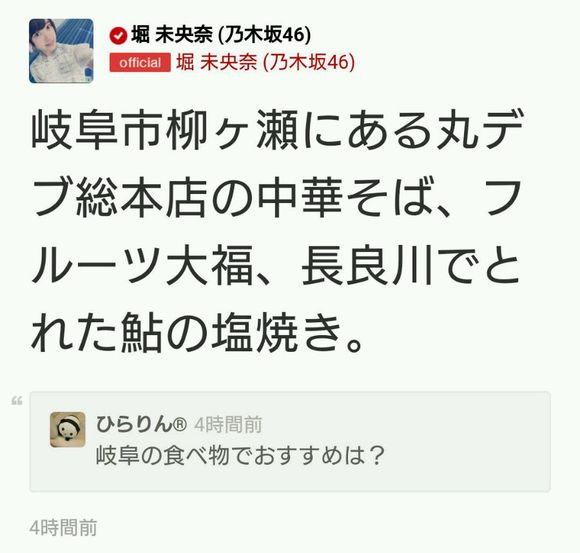 堀 未央奈 (乃木坂46)
official 堀 未央奈 (乃木坂46)
岐阜市柳ヶ瀬にある丸デ
ブ総本店の中華そば、フ
ルーツ大福、長良川でと
れた鮎の塩焼き。
ひらりん® 4時間前
岐阜の食べ物でおすすめは？
4時間前